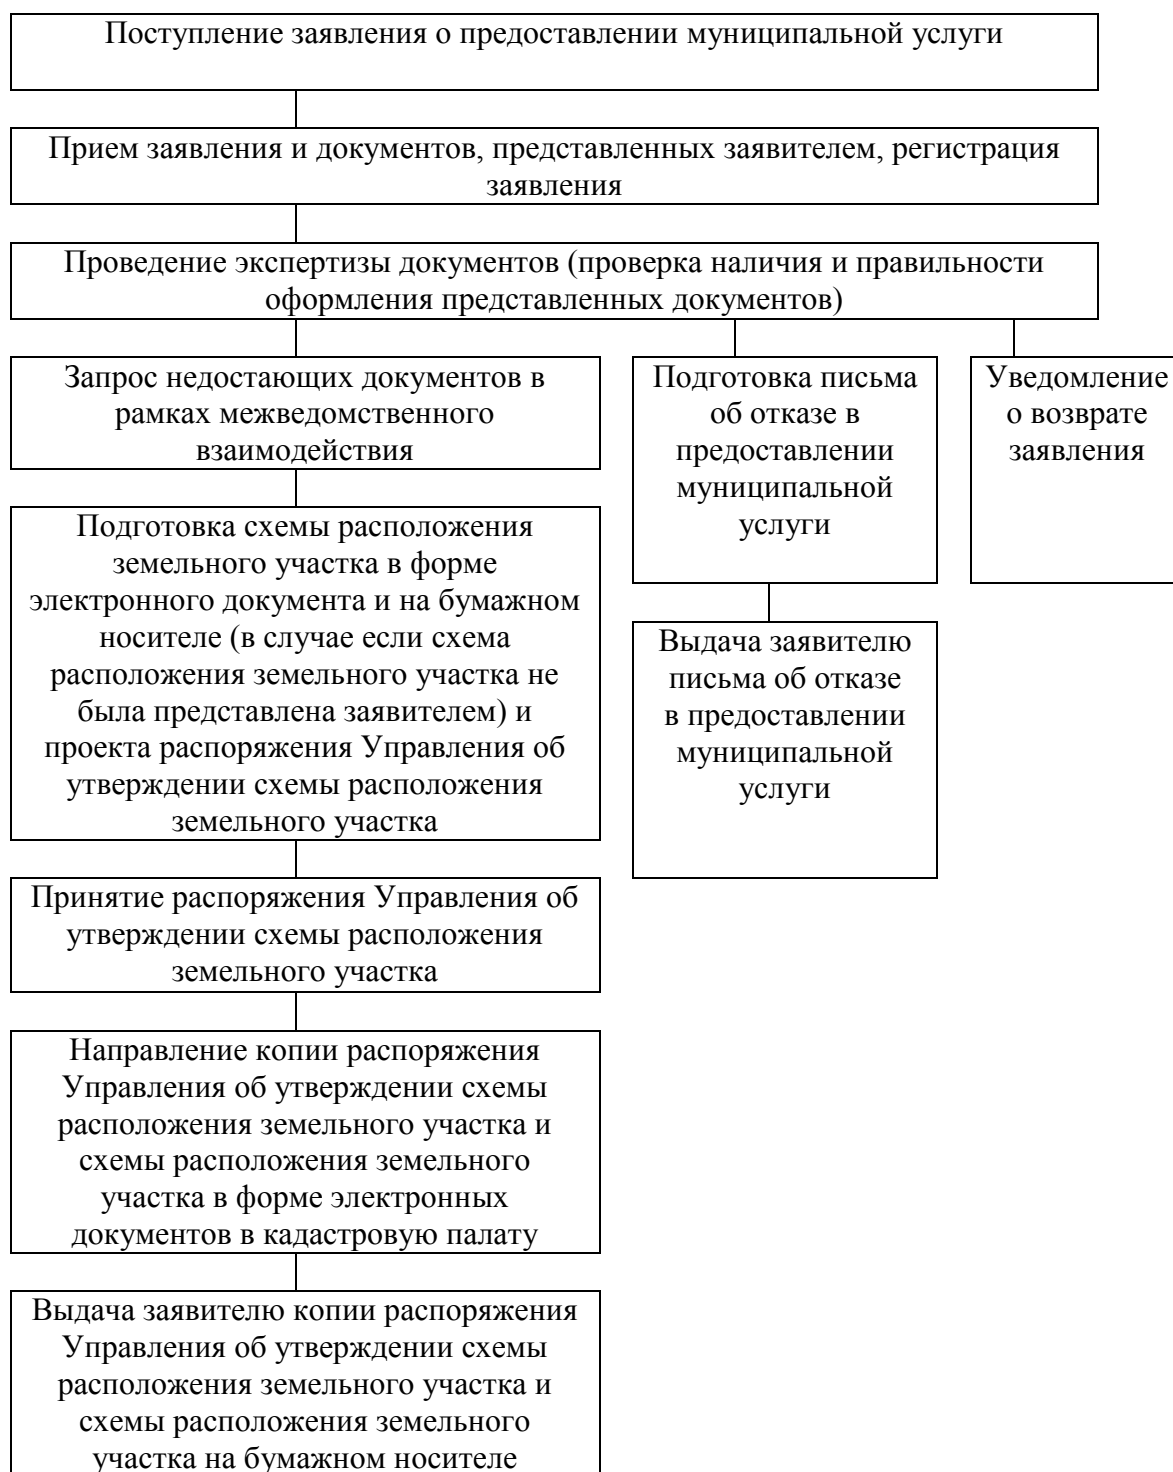 Поступление заявления о предоставлении муниципальной услуги
Прием заявления и документов, представленных заявителем, регистрация
заявления
Проведение экспертизы документов (проверка наличия и правильности
оформления представленных документов)
Запрос недостающих документов в
рамках межведомственного
взаимодействия
Подготовка письма
об отказе в
предоставлении
муниципальной
услуги
Уведомление
о возврате
заявления
Подготовка схемы расположения
земельного участка в форме
электронного документа и на бумажном
носителе (в случае если схема
расположения земельного участка не
была представлена заявителем) и
проекта распоряжения Управления об
утверждении схемы расположения
земельного участка
Выдача заявителю
письма об отказе
в предоставлении
муниципальной
услуги
Принятие распоряжения Управления об
утверждении схемы расположения
земельного участка
Направление копии распоряжения
Управления об утверждении схемы
расположения земельного участка и
схемы расположения земельного
участка в форме электронных
документов в кадастровую палату
Выдача заявителю копии распоряжения
Управления об утверждении схемы
расположения земельного участка и
схемы расположения земельного
участка на бумажном носителе